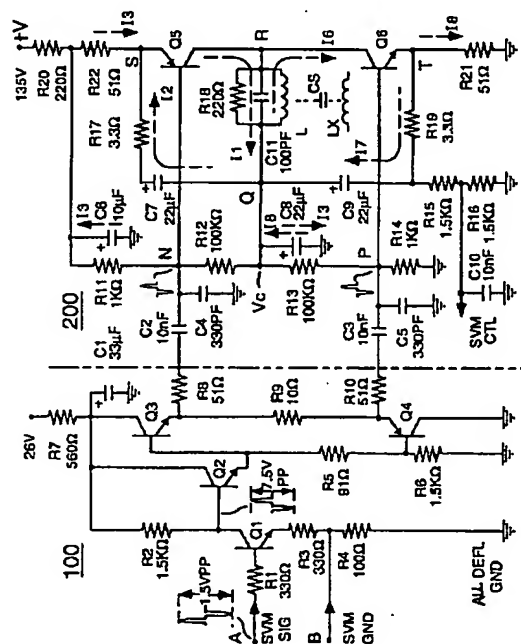 200
135V
+V
R20
220Ω
R22
51Ω
I3
S
Q5
R17
3.3Ω
I2
I3
C6
10µF
C7
22µF
R11
1KΩ
C1
33µF
N
C2
10nF
C4
330PF
R12
100KΩ
Q
I1
R18
220Ω
R
C11
100PF
L
CS
LX
I6
I8
C8
22µF
I3
Vc
R13
100KΩ
P
C3
10nF
C5
330PF
C9
22µF
I7
Q6
T
R19
3.3Ω
I8
R21
51Ω
R14
1KΩ
R15
1.5KΩ
R16
1.5KΩ
C10
10nF
SVM
CTL
100
26V
R7
560Ω
Q3
R8
51Ω
R9
10Ω
R10
51Ω
Q4
Q2
R2
1.5KΩ
7.5V
PP
R5
91Ω
R6
1.5KΩ
1.5VPP
Q1
R1
330Ω
A
SVM
SIG
R3
330Ω
B
SVM
GND
R4
100Ω
ALL DEFL
GND